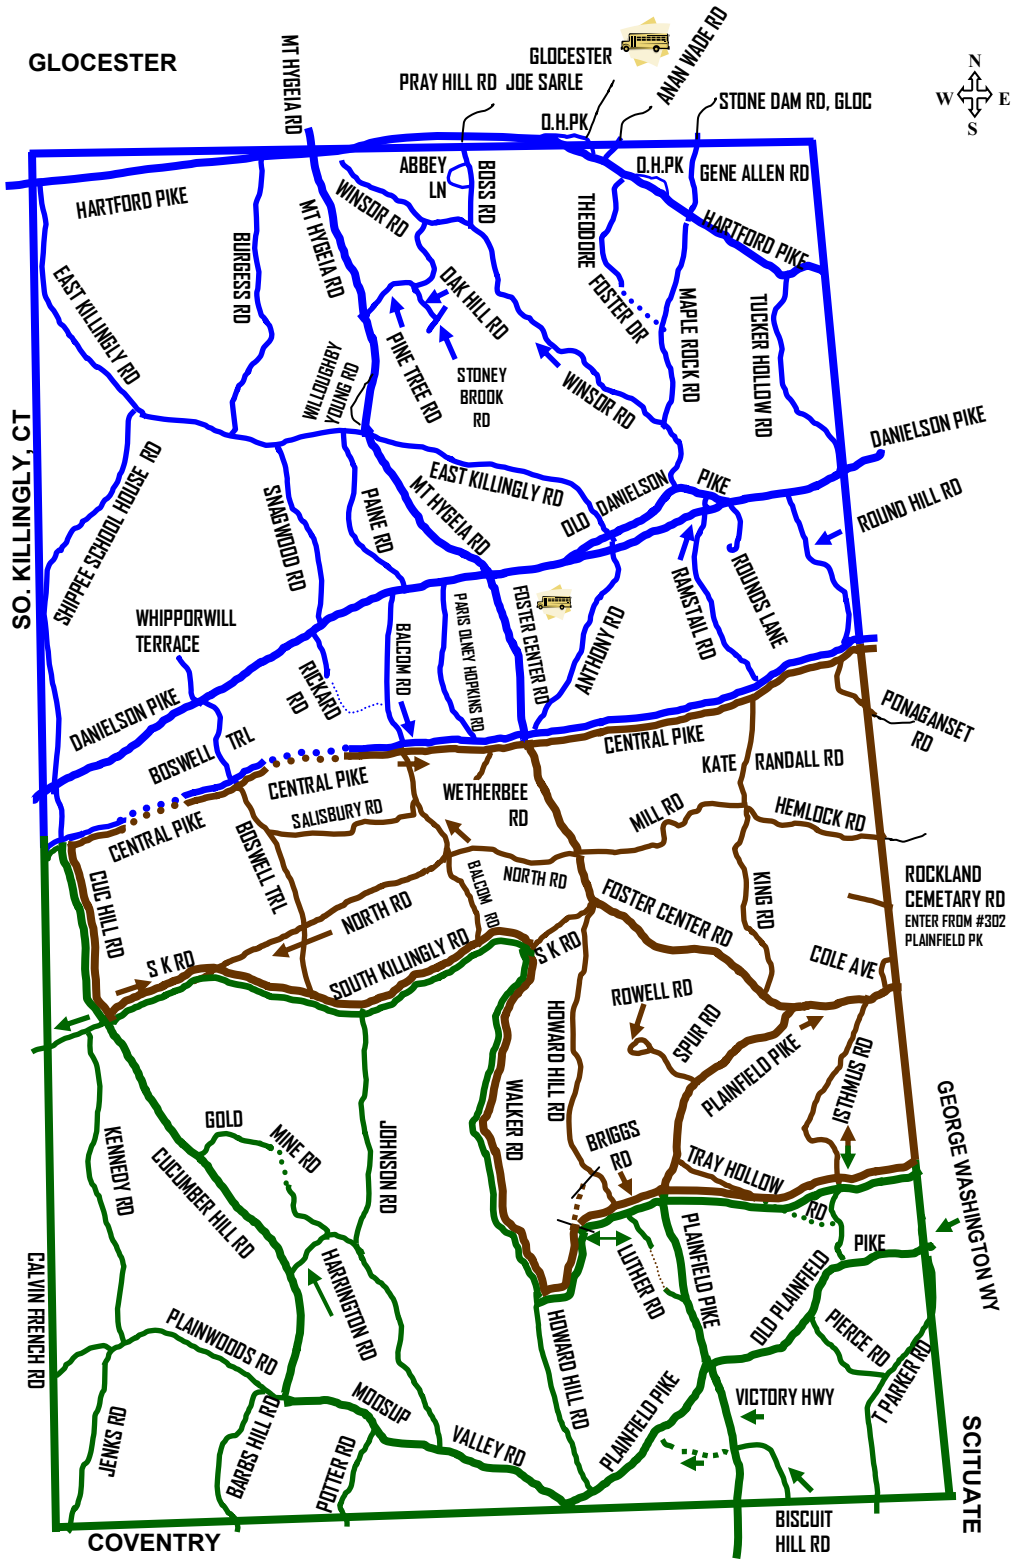 GLOCESTER
MT HYGEIA RD
GLOCESTER
PRAY HILL RD
JOE SARLE
ANAN WADE RD
STONE DAM RD, GLOC
N
W
E
S
O.H.PK
ABBEY
LN
BOSS RD
O.H.PK
GENE ALLEN RD
HARTFORD PIKE
WINSOR RD
MT HYGEIA RD
BURGESS RD
THEODORE
FOSTER DR
HARTFORD PIKE
EAST KILLINGLY RD
OAK HILL RD
MAPLE ROCK RD
TUCKER HOLLOW RD
WILLOUGHBY
YOUNG RD
PINE TREE RD
STONEY
BROOK
RD
WINSOR RD
SO. KILLINGLY, CT
DANIELSON PIKE
SHIPPEE SCHOOL HOUSE RD
SNAGWOOD RD
PAINE RD
MT HYGEIA RD
EAST KILLINGLY RD
OLD DANIELSON
PIKE
ROUND HILL RD
WHIPPORWILL
TERRACE
RICKARD
RD
BALCOM RD
PARIS OLNEY HOPKINS RD
FOSTER CENTER RD
ANTHONY RD
RAMSTAIL RD
ROUNDS LANE
DANIELSON PIKE
BOSWELL TRL
PONAGANSET
RD
CENTRAL PIKE
CENTRAL PIKE
WETHERBEE
RD
KATE RANDALL RD
CENTRAL PIKE
BOSWELL TRL
SALISBURY RD
MILL RD
HEMLOCK RD
CUC HILL RD
NORTH RD
BALCOM RD
NORTH RD
FOSTER CENTER RD
KING RD
ROCKLAND
CEMETARY RD
ENTER FROM #302
PLAINFIELD PK
S K RD
SOUTH KILLINGLY RD
S K RD
COLE AVE
HOWARD HILL RD
ROWELL RD
SPUR RD
PLAINFIELD PIKE
ISTHMUS RD
WALKER RD
KENNEDY RD
GOLD
MINE RD
JOHNSON RD
CUCUMBER HILL RD
BRIGGS
RD
TRAY HOLLOW
RD
GEORGE WASHINGTON WY
CALVIN FRENCH RD
HARRINGTON RD
LUTHER RD
PLAINFIELD PIKE
OLD PLAINFIELD
PIKE
PLAINWOODS RD
HOWARD HILL RD
PIERCE RD
T PARKER RD
JENKS RD
BARBS HILL RD
MOOSUP
VALLEY RD
POTTER RD
PLAINFIELD PIKE
VICTORY HWY
SCITUATE
BISCUIT
HILL RD
COVENTRY